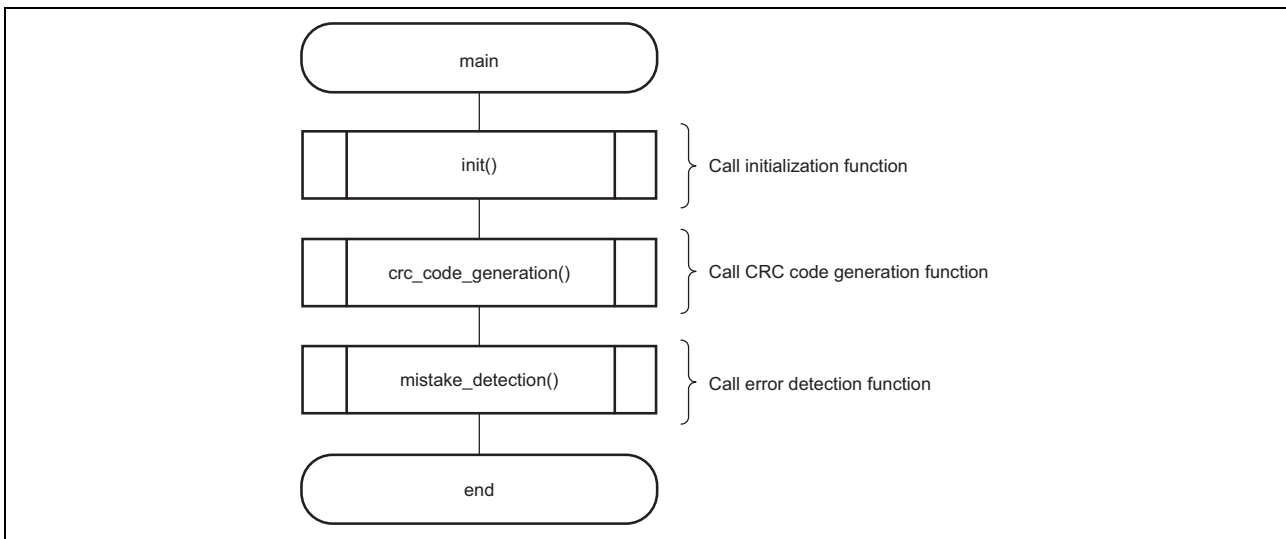 main
init()
Call initialization function
crc_code_generation()
Call CRC code generation function
mistake_detection()
Call error detection function
end